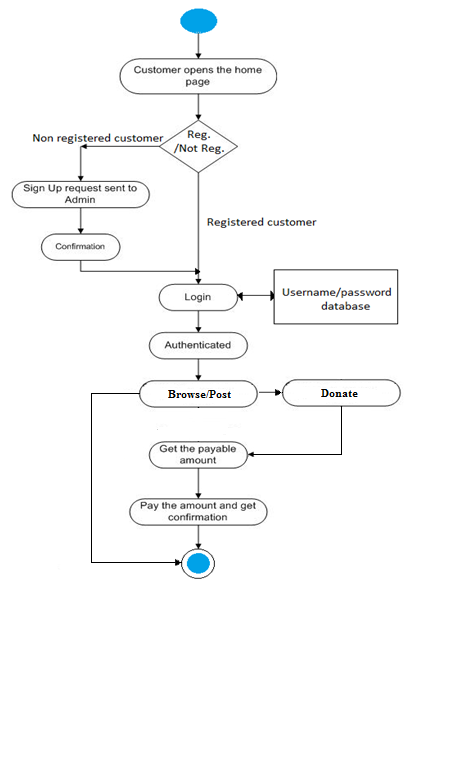 Customer opens the home
page
Reg.
/Not Reg.
Non registered customer
Sign Up request sent to
Admin
Confirmation
Registered customer
Login
Username/password
database
Authenticated
Browse/Post
Donate
Get the payable
amount
Pay the amount and get
confirmation